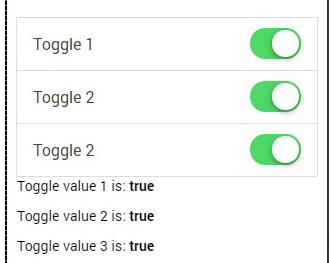 Toggle 1
Toggle 2
Toggle 2
Toggle value 1 is: true
Toggle value 2 is: true
Toggle value 3 is: true